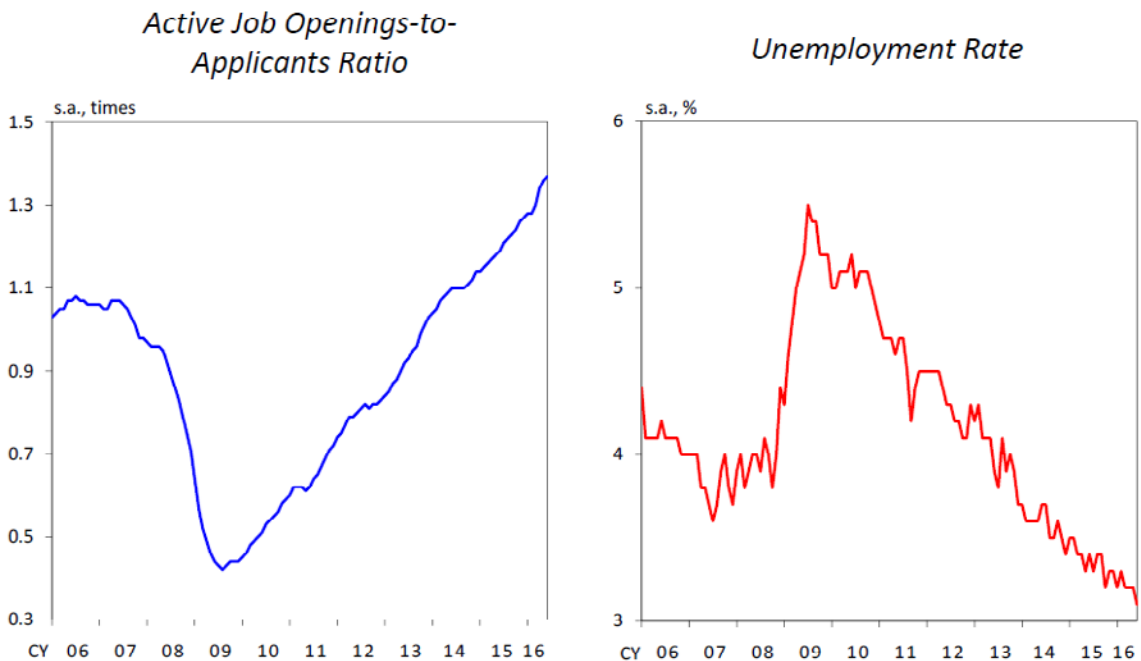 Active Job Openings-to-
Applicants Ratio
s.a., times
1.5
1.3
1.1
0.9
0.7
0.5
0.3
CY 06 07 08 09 10 11 12 13 14 15 16
Unemployment Rate
s.a., %
6
5
4
3
CY 06 07 08 09 10 11 12 13 14 15 16